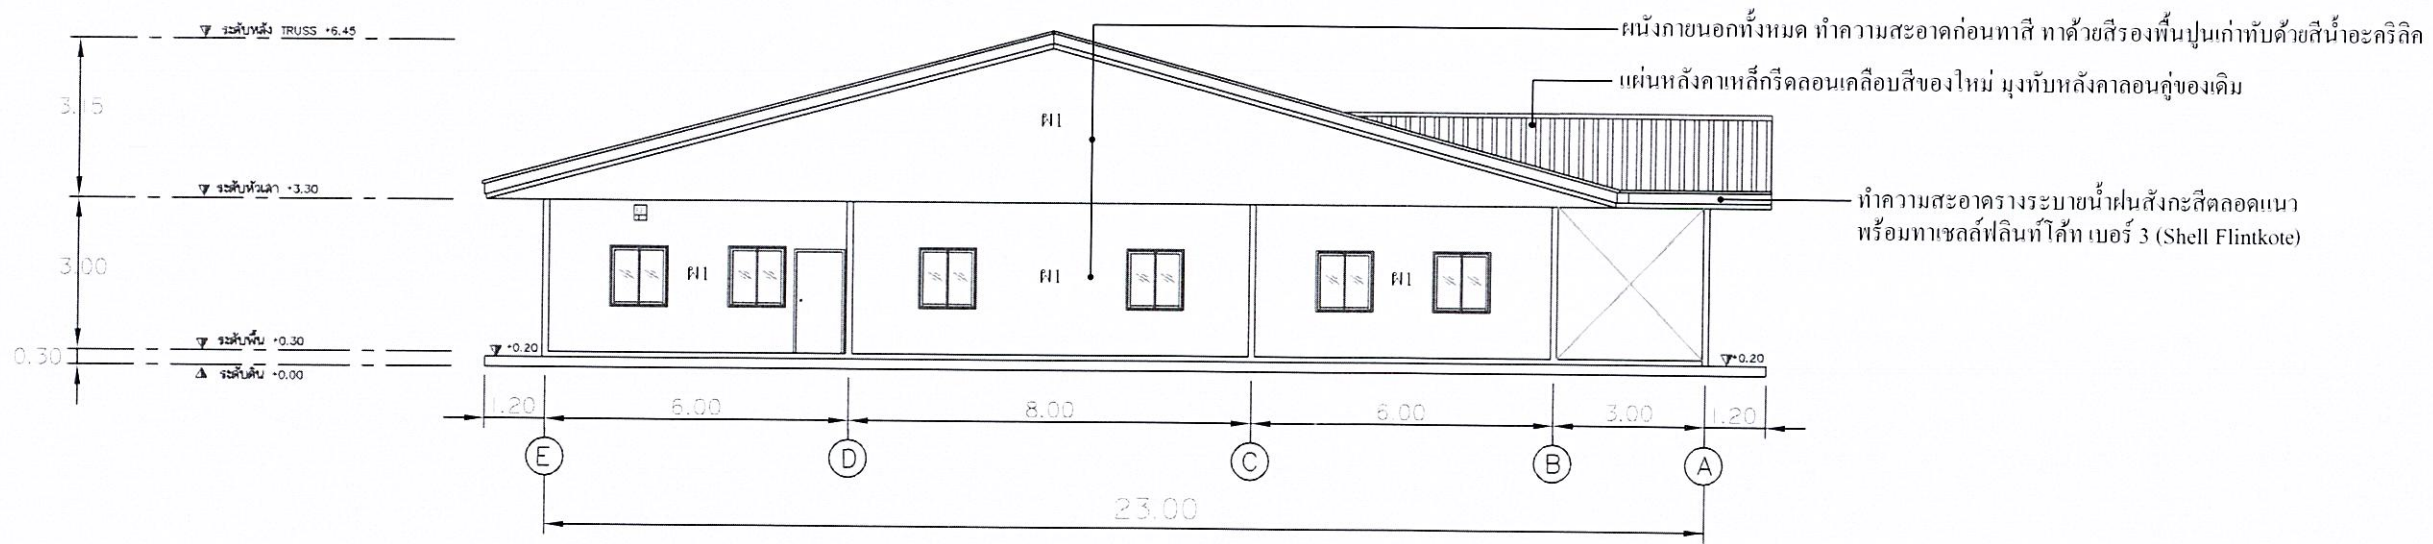 ระดับหลัง TRUSS +6.45
ผนังภายนอกทั้งหมด ทำความสะอาดก่อนทาสี ทาด้วยสีรองพื้นปูนเก่าทับด้วยสีน้ำอะคริลิค
แผ่นหลังคาเหล็กรีดลอนเคลือบสีของใหม่ มุงทับหลังคาลอนคู่ของเดิม
3.15
ผ1
ระดับหัวเสา +3.30
ทำความสะอาดรางระบายน้ำฝนสังกะสีตลอดแนว
พร้อมทาเชลล์ฟลินท์โค้ท เบอร์ 3 (Shell Flintkote)
3.00
ผ1
ผ1
ผ1
ระดับพื้น +0.30
0.30
+0.20
+0.20
ระดับดิน +0.00
1.20
6.00
8.00
6.00
3.00
1.20
E
D
C
B
A
23.00